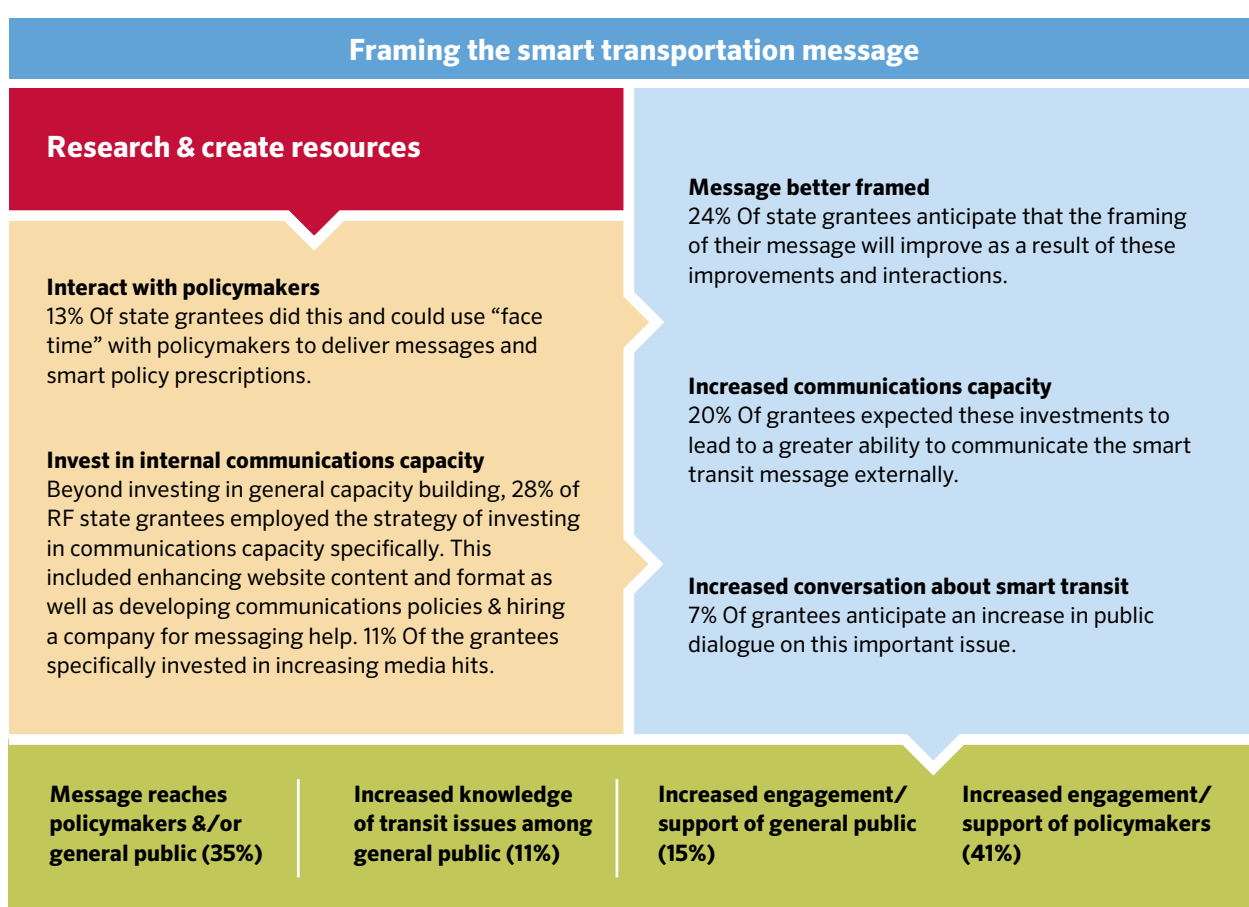 Framing the smart transportation message
Research & create resources
Interact with policymakers
13% Of state grantees did this and could use “face
time” with policymakers to deliver messages and
smart policy prescriptions.
Invest in internal communications capacity
Beyond investing in general capacity building, 28% of
RF state grantees employed the strategy of investing
in communications capacity specifically. This
included enhancing website content and format as
well as developing communications policies & hiring
a company for messaging help. 11% Of the grantees
specifically invested in increasing media hits.
Message better framed
24% Of state grantees anticipate that the framing
of their message will improve as a result of these
improvements and interactions.
Increased communications capacity
20% Of grantees expected these investments to
lead to a greater ability to communicate the smart
transit message externally.
Increased conversation about smart transit
7% Of grantees anticipate an increase in public
dialogue on this important issue.
Message reaches
policymakers &/or
general public (35%)
Increased knowledge
of transit issues among
general public (11%)
Increased engagement/
support of general public
(15%)
Increased engagement/
support of policymakers
(41%)